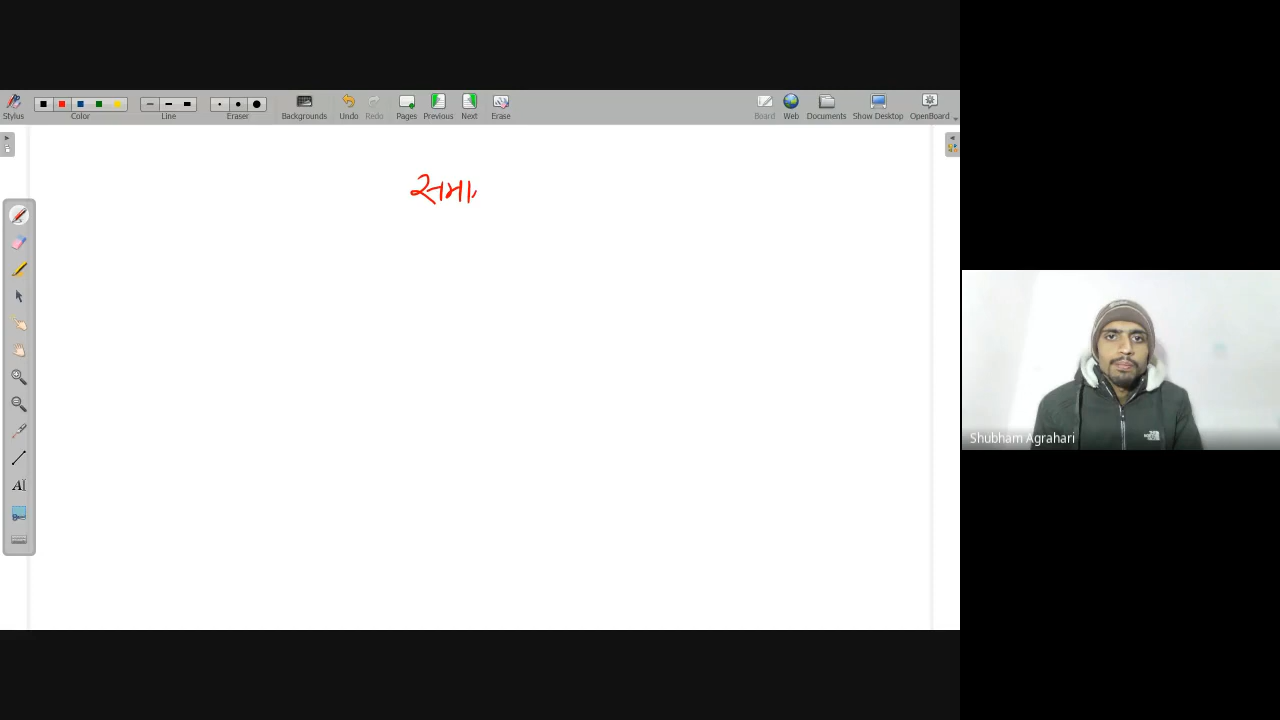 Stylus Color Line Eraser Backgrounds Undo Redo Pages Previous Next Erase Board Web Documents Show Desktop OpenBoard
समा
Shubham Agrahari